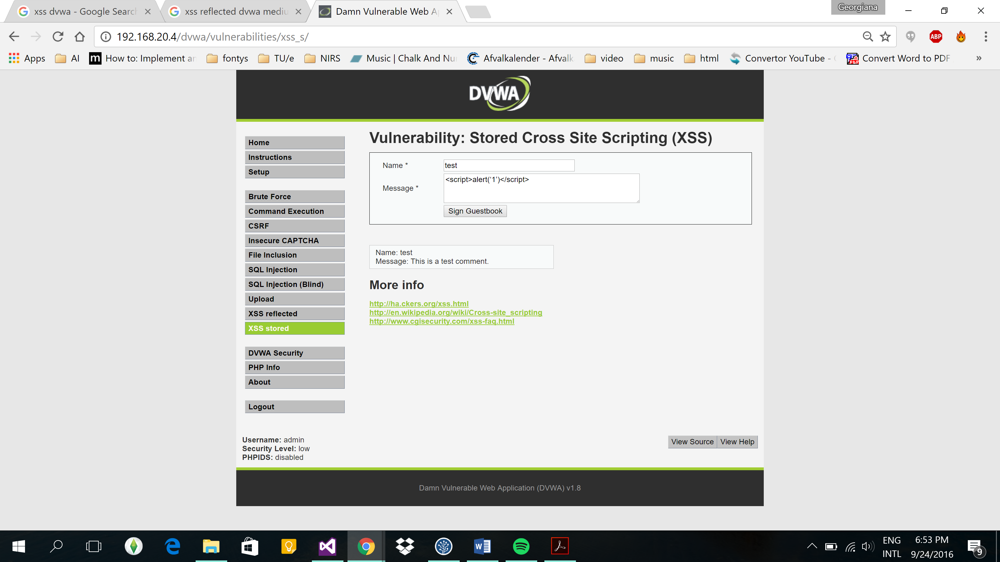 xss dvwa - Google Search
xss reflected dvwa mediu
Damn Vulnerable Web Ap
Georgiana
192.168.20.4/dvwa/vulnerabilities/xss_s/
ABP
Apps AI m How to: Implement an fontys TU/e NIRS Music | Chalk And Nu Afvalkalender - Afvalk video music html Convertor YouTube - Convert Word to PDF »
DVWA
Home
Instructions
Setup
Brute Force
Command Execution
CSRF
Insecure CAPTCHA
File Inclusion
SQL Injection
SQL Injection (Blind)
Upload
XSS reflected
XSS stored
DVWA Security
PHP Info
About
Logout
Vulnerability: Stored Cross Site Scripting (XSS)
Name * test
Message * <script>alert(‘1’)</script>
Sign Guestbook
Name: test
Message: This is a test comment.
More info
http://ha.ckers.org/xss.html
http://en.wikipedia.org/wiki/Cross-site_scripting
http://www.cgisecurity.com/xss-faq.html
Username: admin
Security Level: low
PHPIDS: disabled
View Source View Help
Damn Vulnerable Web Application (DVWA) v1.8
ENG
INTL
6:53 PM
9/24/2016
9